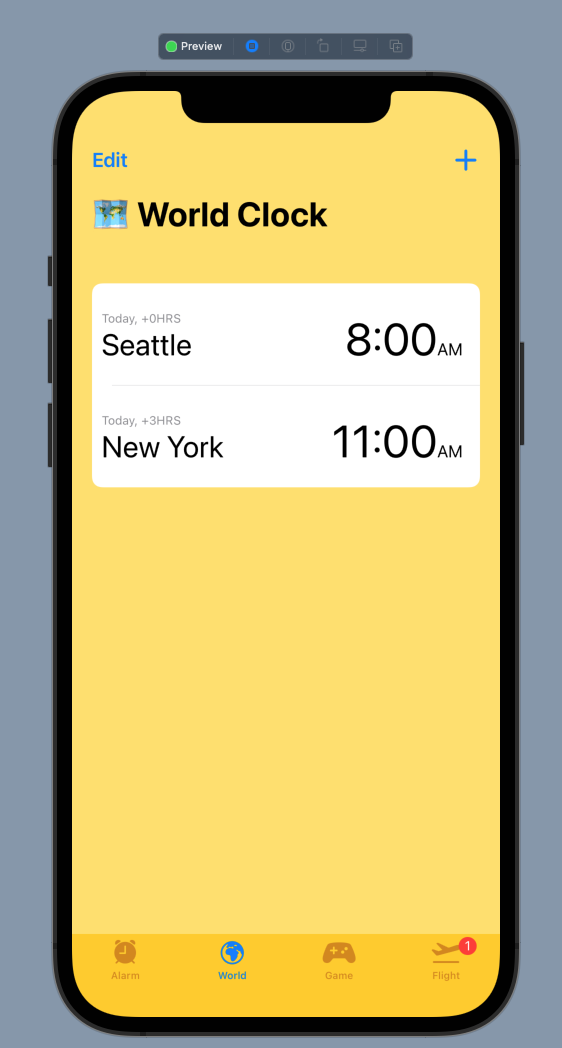 Preview
Edit
🗺️ World Clock
Today, +0HRS
Seattle
8:00AM
Today, +3HRS
New York
11:00AM
1
Alarm
World
Game
Flight